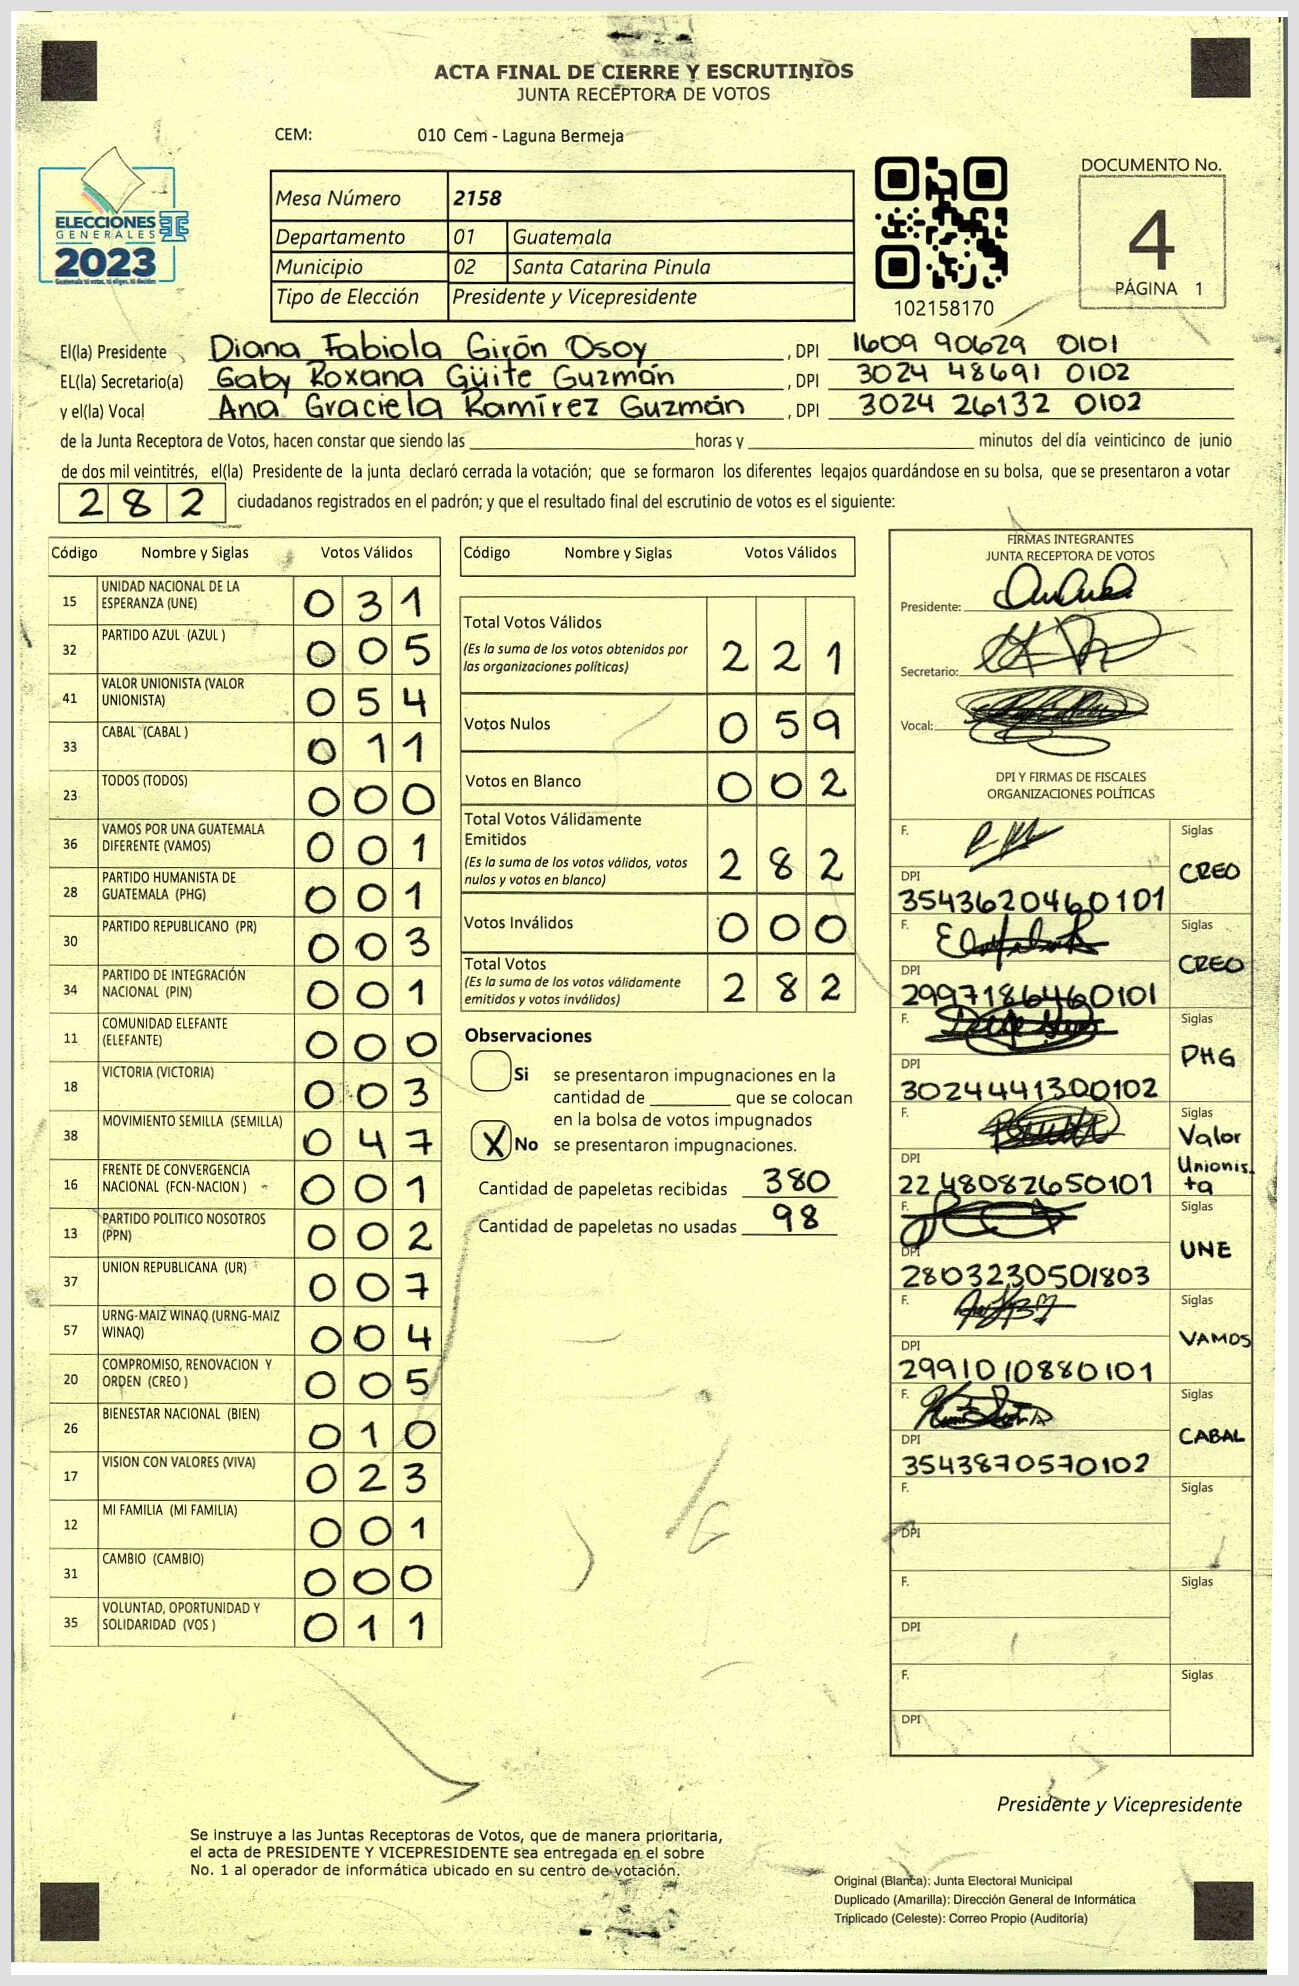 ACTA FINAL DE CIERRE Y ESCRUTINIOS
JUNTA RECEPTORA DE VOTOS
CEM: 010 Cem - Laguna Bermeja
ELECCIONES
GENERALES
2023
Guatemala tú votas, tú eliges, tú decides
Mesa Número 2158
Departamento 01 Guatemala
Municipio 02 Santa Catarina Pinula
Tipo de Elección Presidente y Vicepresidente
102158170
DOCUMENTO No.
4
PÁGINA 1
El(la) Presidente Diana Fabiola Girón Osoy, DPI 1609 90629 0101
EL(la) Secretario(a) Gaby Roxana Güite Guzmán, DPI 3024 48691 0102
y el(la) Vocal Ana Graciela Ramírez Guzmán, DPI 3024 26132 0102
de la Junta Receptora de Votos, hacen constar que siendo las horas y minutos del día veinticinco de junio
de dos mil veintitrés, el(la) Presidente de la junta declaró cerrada la votación; que se formaron los diferentes legajos guardándose en su bolsa, que se presentaron a votar
282 ciudadanos registrados en el padrón; y que el resultado final del escrutinio de votos es el siguiente:
Código Nombre y Siglas Votos Válidos
15 UNIDAD NACIONAL DE LA ESPERANZA (UNE) 031
32 PARTIDO AZUL (AZUL ) 005
41 VALOR UNIONISTA (VALOR UNIONISTA) 054
33 CABAL (CABAL ) 011
23 TODOS (TODOS) 000
36 VAMOS POR UNA GUATEMALA DIFERENTE (VAMOS) 001
28 PARTIDO HUMANISTA DE GUATEMALA (PHG) 001
30 PARTIDO REPUBLICANO (PR) 003
34 PARTIDO DE INTEGRACIÓN NACIONAL (PIN) 001
11 COMUNIDAD ELEFANTE (ELEFANTE) 000
18 VICTORIA (VICTORIA) 003
38 MOVIMIENTO SEMILLA (SEMILLA) 047
16 FRENTE DE CONVERGENCIA NACIONAL (FCN-NACION ) 001
13 PARTIDO POLITICO NOSOTROS (PPN) 002
37 UNION REPUBLICANA (UR) 007
57 URNG-MAIZ WINAQ (URNG-MAIZ WINAQ) 004
20 COMPROMISO, RENOVACION Y ORDEN (CREO ) 005
26 BIENESTAR NACIONAL (BIEN) 010
17 VISION CON VALORES (VIVA) 023
12 MI FAMILIA (MI FAMILIA) 001
31 CAMBIO (CAMBIO) 000
35 VOLUNTAD, OPORTUNIDAD Y SOLIDARIDAD (VOS ) 011
Código Nombre y Siglas Votos Válidos
Total Votos Válidos
(Es la suma de los votos obtenidos por las organizaciones políticas) 221
Votos Nulos 059
Votos en Blanco 002
Total Votos Válidamente Emitidos
(Es la suma de los votos válidos, votos nulos y votos en blanco) 282
Votos Inválidos 000
Total Votos
(Es la suma de los votos válidamente emitidos y votos inválidos) 282
Observaciones
Si se presentaron impugnaciones en la
cantidad de que se colocan
en la bolsa de votos impugnados
X No se presentaron impugnaciones.
Cantidad de papeletas recibidas 380
Cantidad de papeletas no usadas 98
FIRMAS INTEGRANTES
JUNTA RECEPTORA DE VOTOS
Presidente:
Secretario:
Vocal:
DPI Y FIRMAS DE FISCALES
ORGANIZACIONES POLÍTICAS
F. Siglas
DPI CREO
3543620460101
F. Siglas
DPI CREO
2997186460101
F. Siglas
DPI PHG
3024441300102
F. Siglas
DPI Valor Unionis.ta
2248082650101
F. Siglas
DPI UNE
2803230501803
F. Siglas
DPI VAMOS
2991010880101
F. Siglas
DPI CABAL
3543870570102
F. Siglas
DPI
F. Siglas
DPI
F. Siglas
DPI
Presidente y Vicepresidente
Se instruye a las Juntas Receptoras de Votos, que de manera prioritaria,
el acta de PRESIDENTE Y VICEPRESIDENTE sea entregada en el sobre
No. 1 al operador de informática ubicado en su centro de votación.
Original (Blanca): Junta Electoral Municipal
Duplicado (Amarilla): Dirección General de Informática
Triplicado (Celeste): Correo Propio (Auditoría)